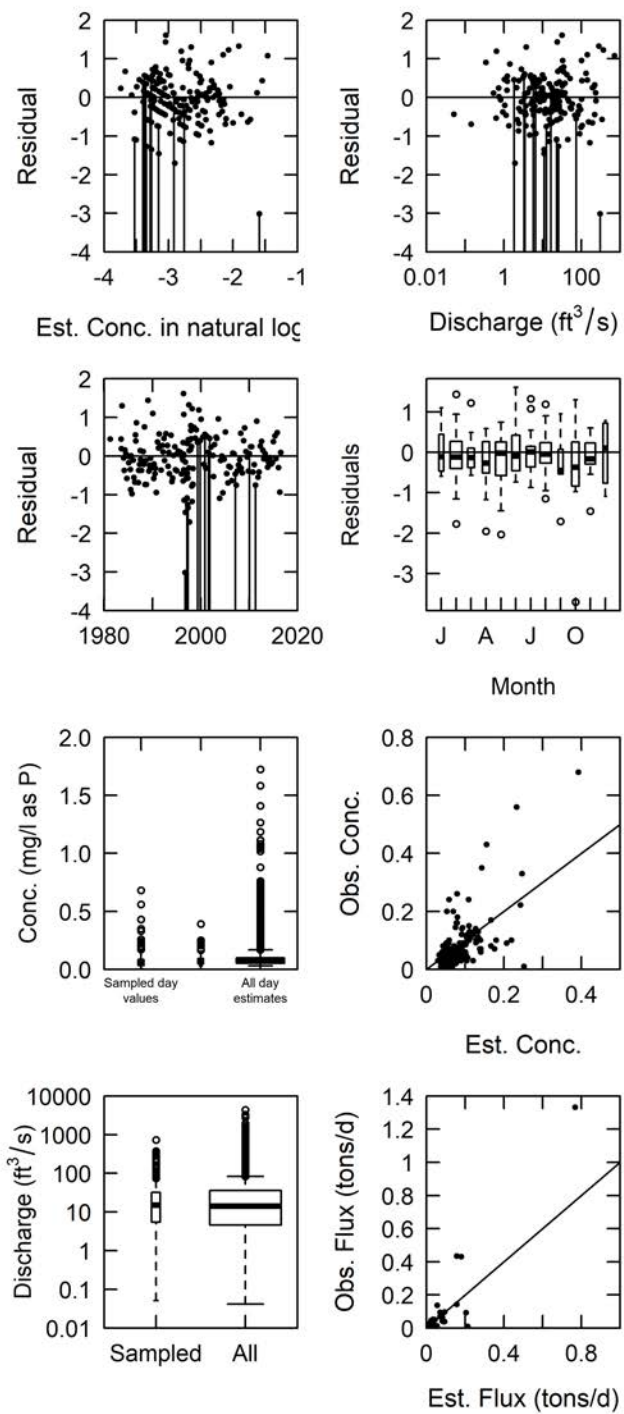 Residual
2
1
0
-1
-2
-3
-4
-4 -3 -2 -1
Est. Conc. in natural log
Residual
2
1
0
-1
-2
-3
-4
0.01 1 100
Discharge (ft³/s)
Residual
2
1
0
-1
-2
-3
-4
1980 2000 2020
Residuals
1
0
-1
-2
-3
J A J O
Month
Conc. (mg/l as P)
2.0
1.5
1.0
0.5
0.0
Sampled day
values
All day
estimates
Obs. Conc.
0.8
0.6
0.4
0.2
0
0 0.2 0.4
Est. Conc.
Discharge (ft³/s)
10000
1000
100
10
1
0.1
0.01
Sampled All
Obs. Flux (tons/d)
1.4
1
0.8
0.6
0.4
0.2
0
0 0.4 0.8
Est. Flux (tons/d)